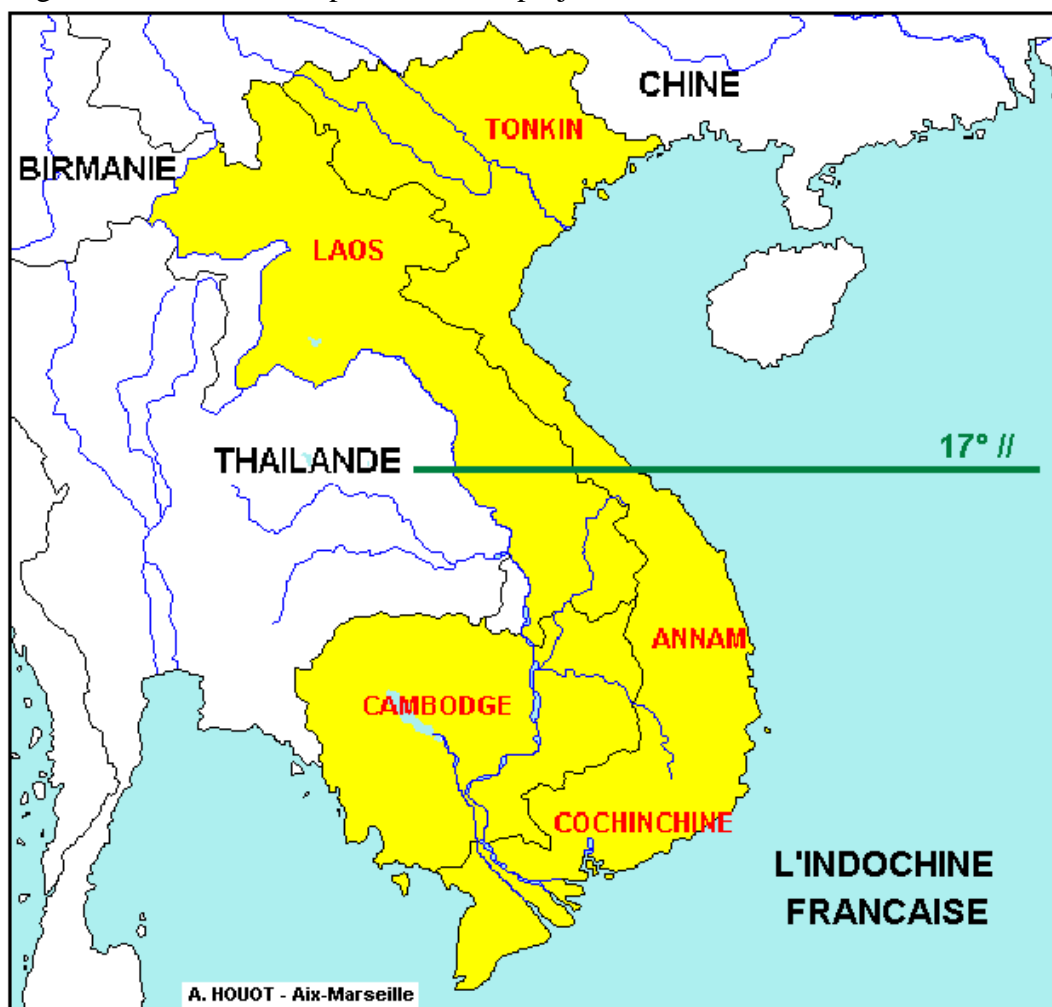 CHINE
TONKIN
BIRMANIE
LAOS
17° //
THAILANDE
ANNAM
CAMBODGE
COCHINCHINE
L'INDOCHINE
FRANCAISE
A. HOUOT - Aix-Marseille